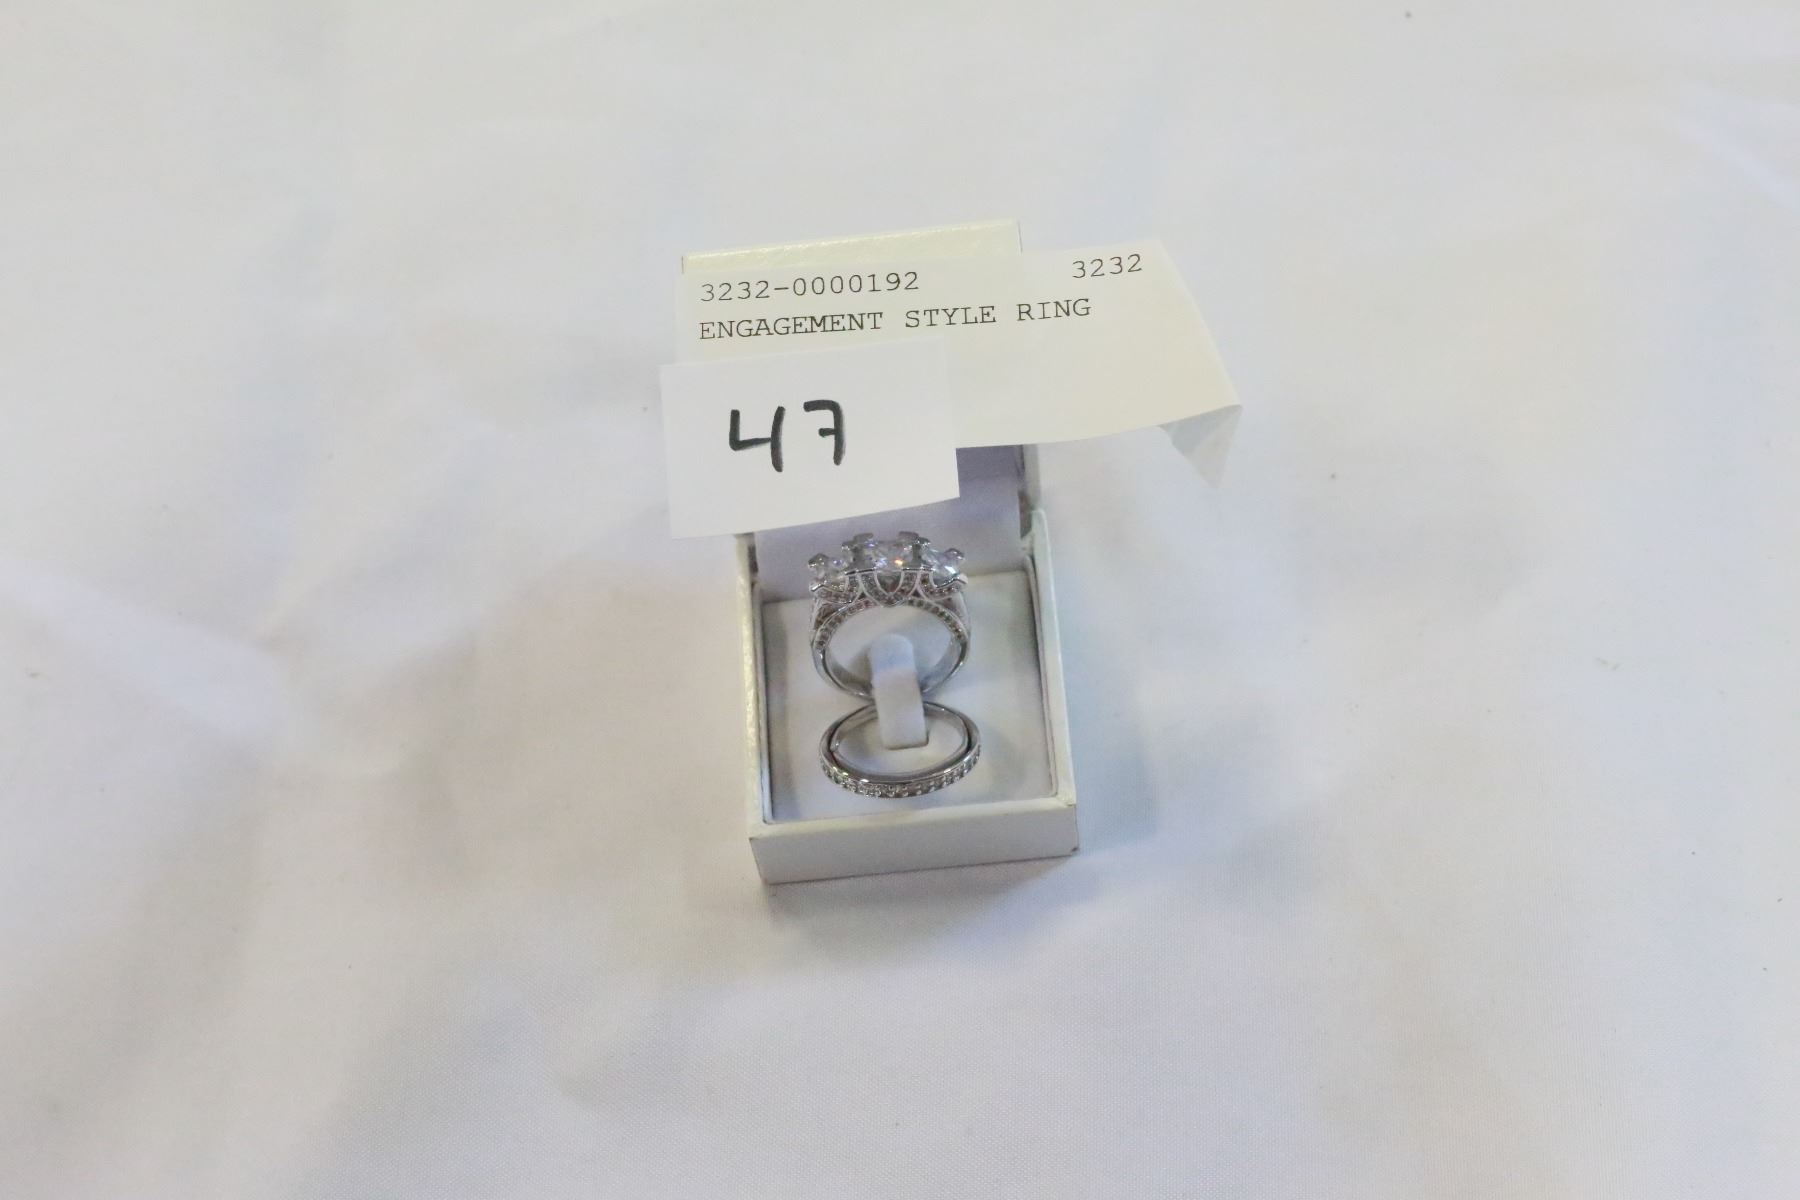 3232-0000192 3232
ENGAGEMENT STYLE RING
47